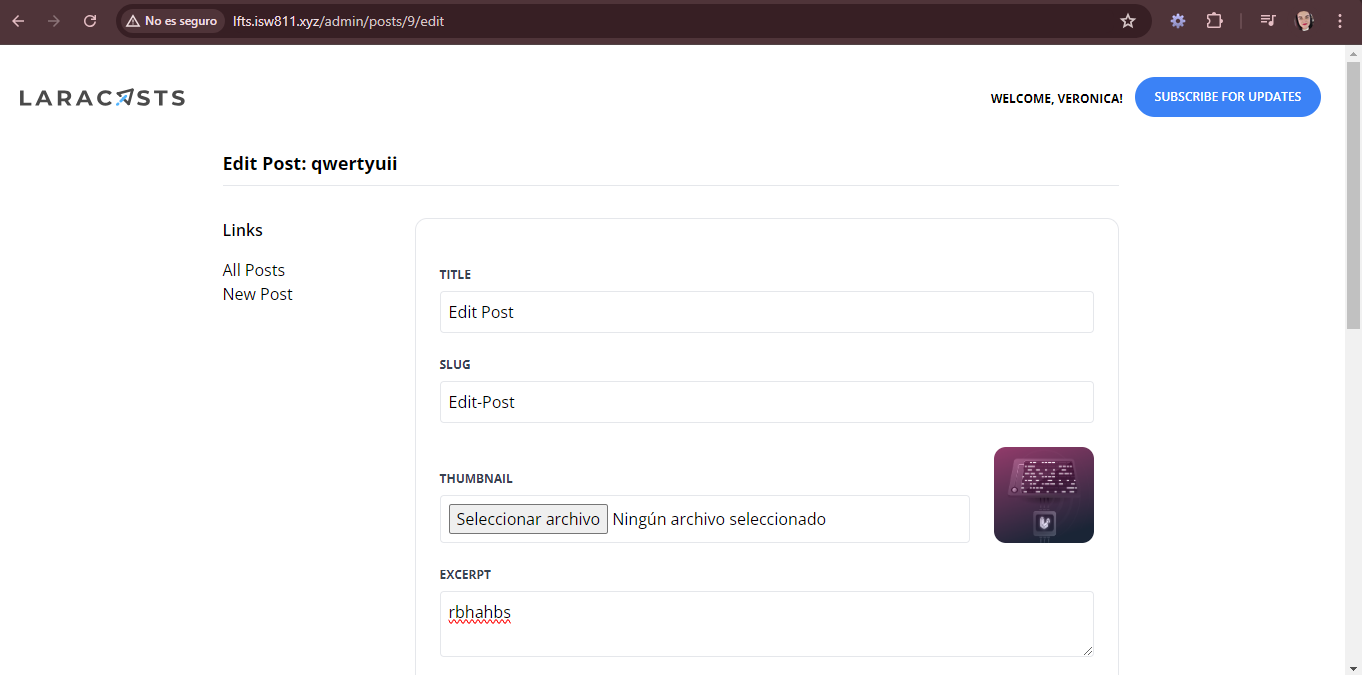 No es seguro lfts.isw811.xyz/admin/posts/9/edit
LARACASTS
WELCOME, VERONICA!
SUBSCRIBE FOR UPDATES
Edit Post: qwertyuii
Links
All Posts
New Post
TITLE
Edit Post
SLUG
Edit-Post
THUMBNAIL
Seleccionar archivo Ningún archivo seleccionado
EXCERPT
rbhahbs